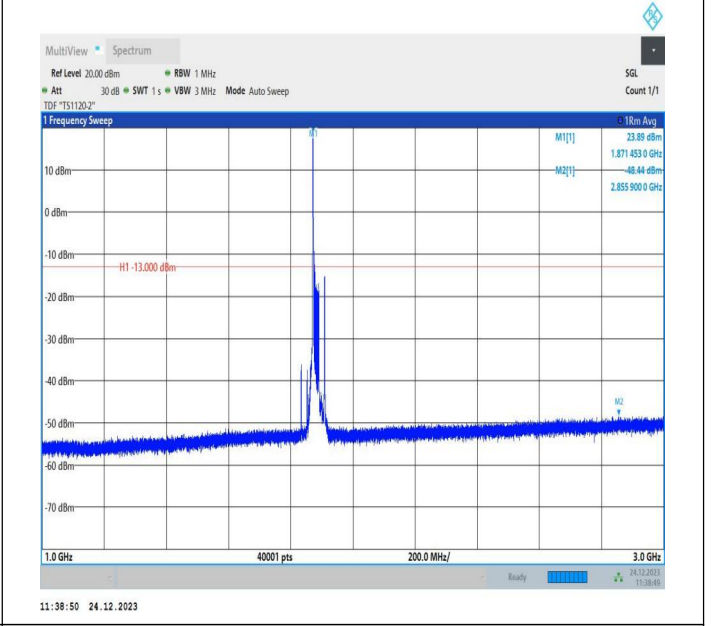 R S
MultiView Spectrum
Ref Level 20.00 dBm RBW 1 MHz SGL
Att 30 dB SWT 1 s VBW 3 MHz Mode Auto Sweep Count 1/1
TDF "TS1120-2"
1 Frequency Sweep 1Rm Avg
M1 M1[1] 23.89 dBm
1.871 453 0 GHz
10 dBm M2[1] -48.44 dBm
2.855 900 0 GHz
0 dBm
-10 dBm
H1 -13.000 dBm
-20 dBm
-30 dBm
-40 dBm
M2
-50 dBm
-60 dBm
-70 dBm
1.0 GHz 40001 pts 200.0 MHz/ 3.0 GHz
Ready 24.12.2023
11:38:49
11:38:50 24.12.2023